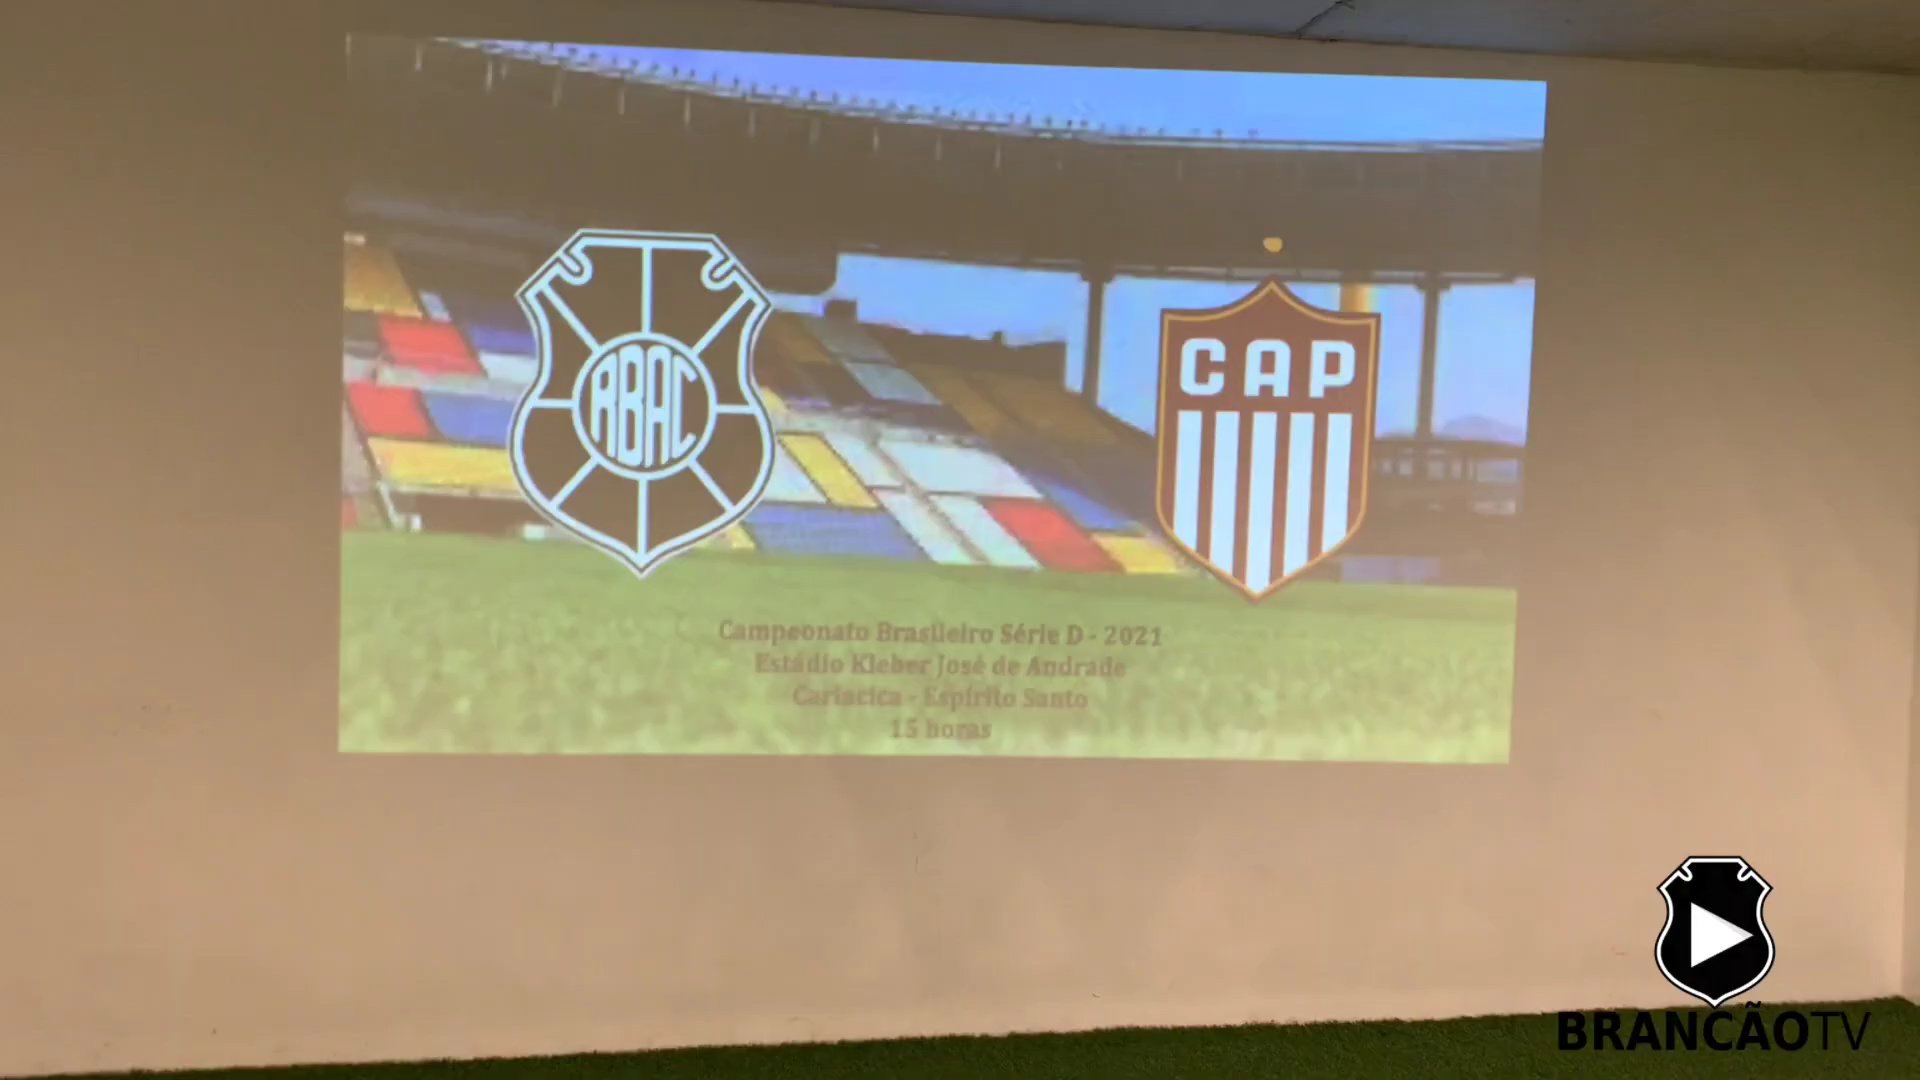 RBAC
CAP
Campeonato Brasileiro Série D - 2021
Estádio Kleber José de Andrade
Cariacica - Espírito Santo
15 horas
BRANCÃOTV